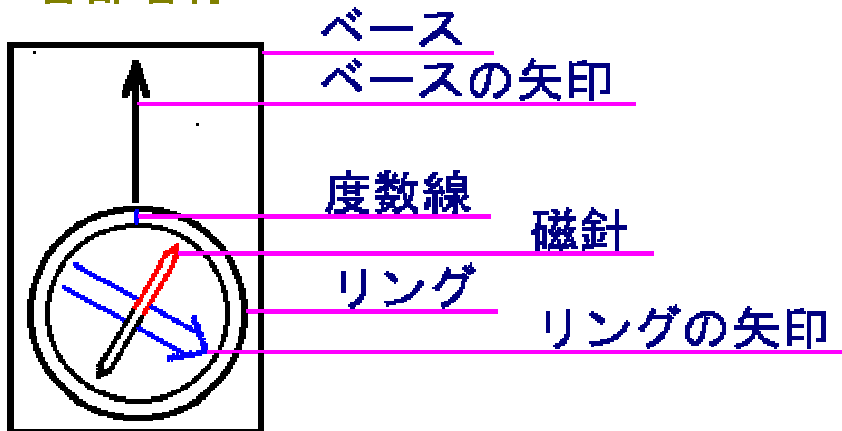 ベース
ベースの矢印
度数線
磁針
リング
リングの矢印